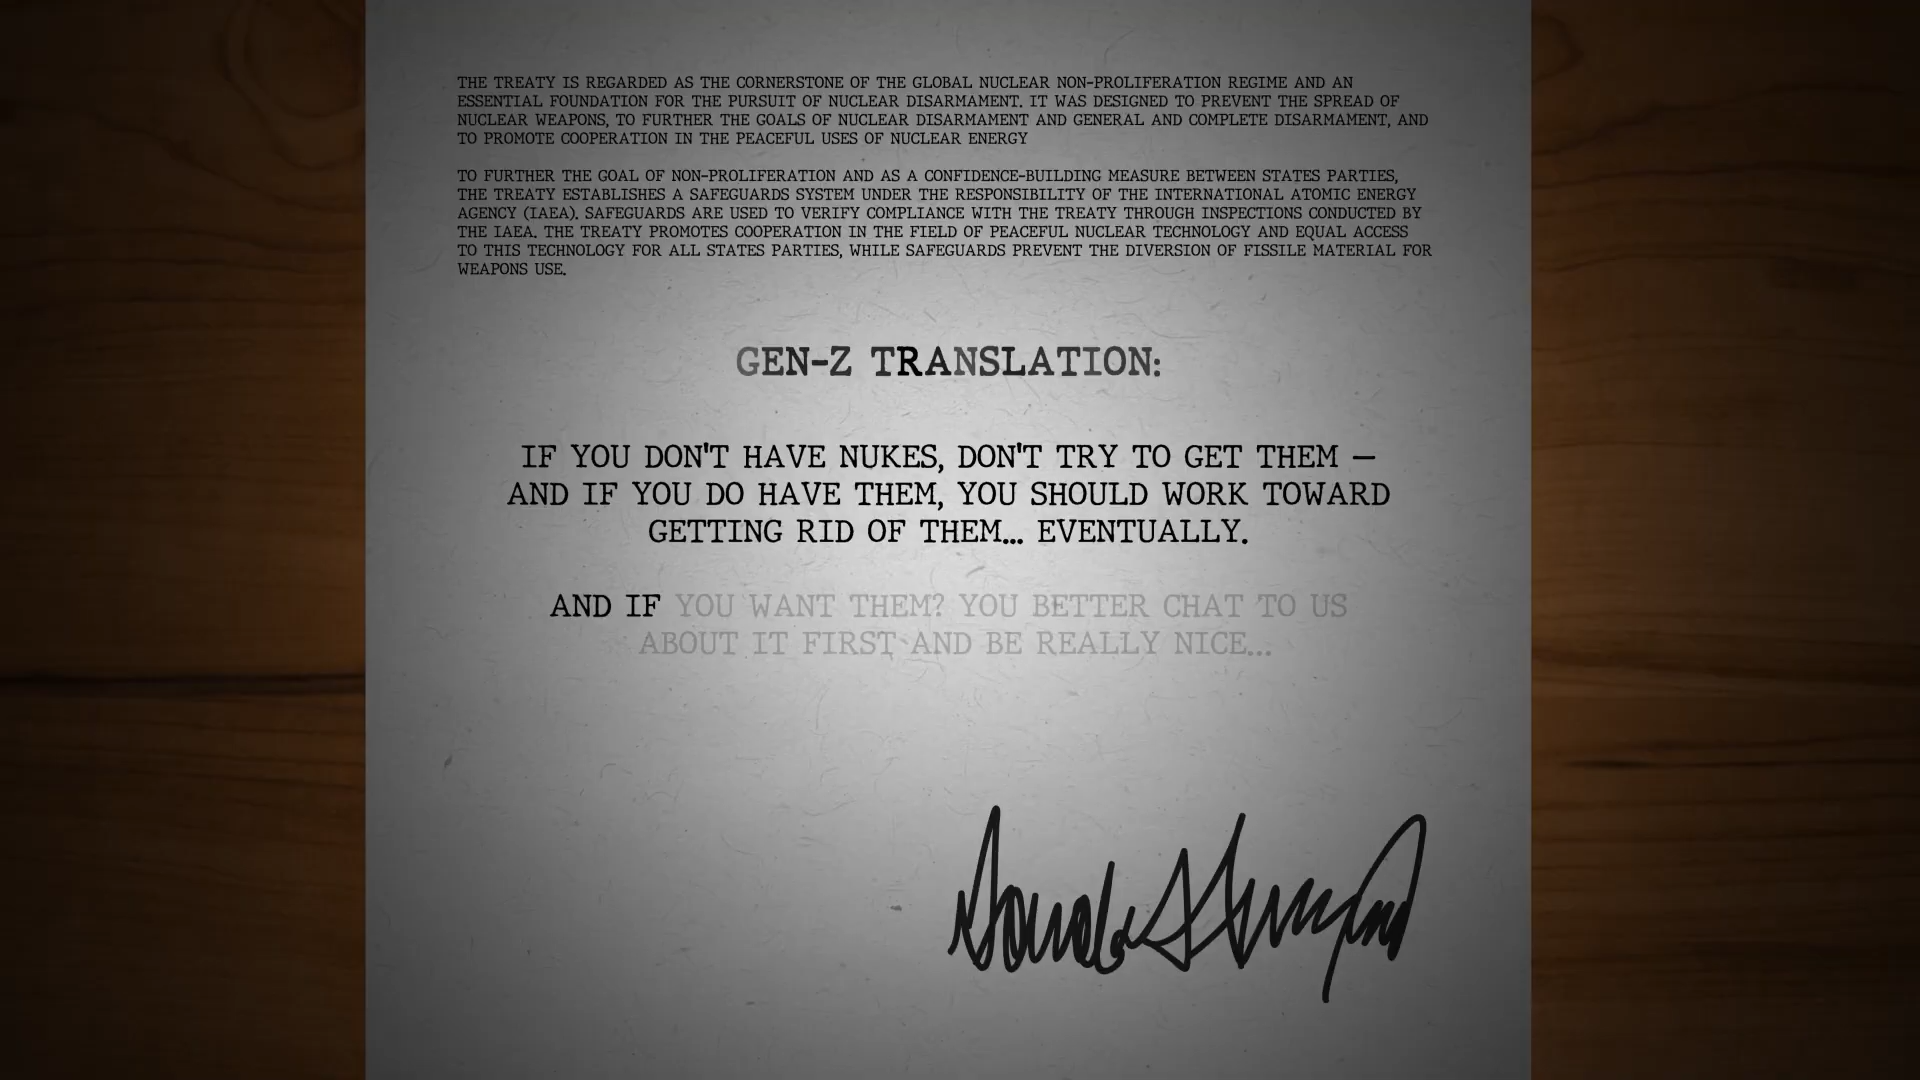 THE TREATY IS REGARDED AS THE CORNERSTONE OF THE GLOBAL NUCLEAR NON-PROLIFERATION REGIME AND AN
ESSENTIAL FOUNDATION FOR THE PURSUIT OF NUCLEAR DISARMAMENT. IT WAS DESIGNED TO PREVENT THE SPREAD OF
NUCLEAR WEAPONS, TO FURTHER THE GOALS OF NUCLEAR DISARMAMENT AND GENERAL AND COMPLETE DISARMAMENT, AND
TO PROMOTE COOPERATION IN THE PEACEFUL USES OF NUCLEAR ENERGY
TO FURTHER THE GOAL OF NON-PROLIFERATION AND AS A CONFIDENCE-BUILDING MEASURE BETWEEN STATES PARTIES,
THE TREATY ESTABLISHES A SAFEGUARDS SYSTEM UNDER THE RESPONSIBILITY OF THE INTERNATIONAL ATOMIC ENERGY
AGENCY (IAEA). SAFEGUARDS ARE USED TO VERIFY COMPLIANCE WITH THE TREATY THROUGH INSPECTIONS CONDUCTED BY
THE IAEA. THE TREATY PROMOTES COOPERATION IN THE FIELD OF PEACEFUL NUCLEAR TECHNOLOGY AND EQUAL ACCESS
TO THIS TECHNOLOGY FOR ALL STATES PARTIES, WHILE SAFEGUARDS PREVENT THE DIVERSION OF FISSILE MATERIAL FOR
WEAPONS USE.
GEN-Z TRANSLATION:
IF YOU DON'T HAVE NUKES, DON'T TRY TO GET THEM —
AND IF YOU DO HAVE THEM, YOU SHOULD WORK TOWARD
GETTING RID OF THEM... EVENTUALLY.
AND IF YOU WANT THEM? YOU BETTER CHAT TO US
ABOUT IT FIRST AND BE REALLY NICE...